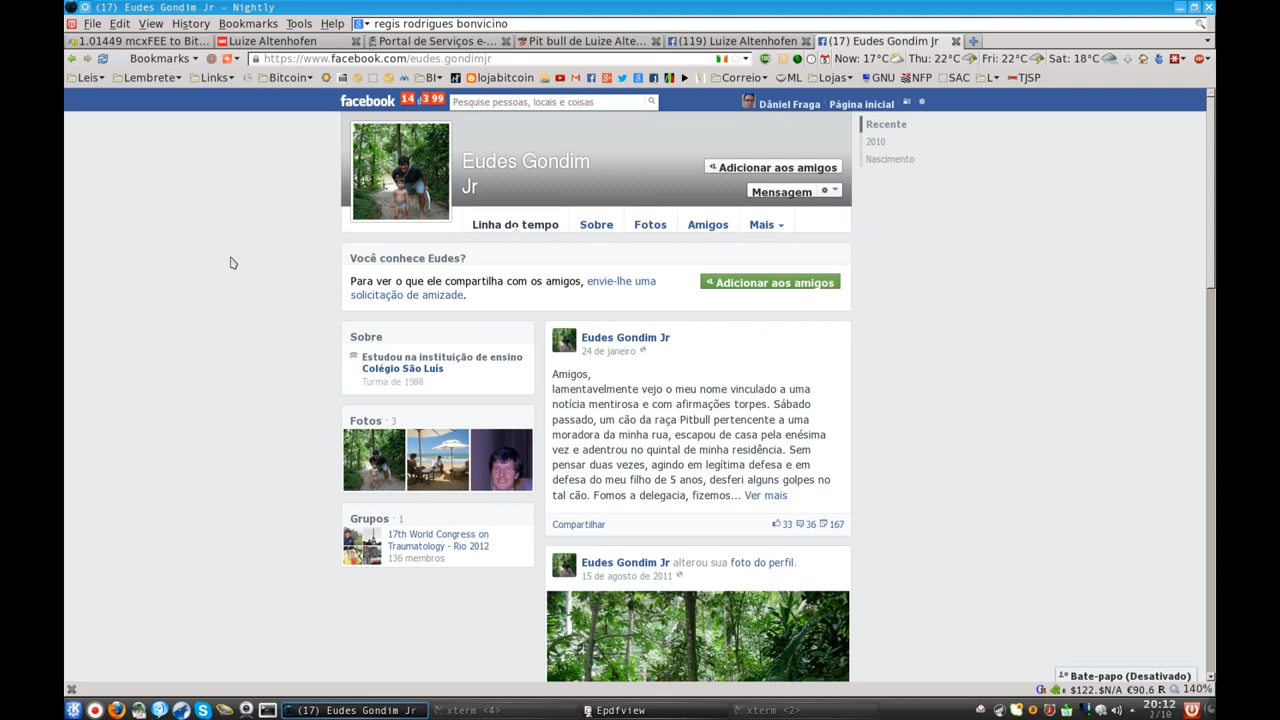 (17) Eudes Gondim Jr - Nightly
File Edit View History Bookmarks Tools Help regis rodrigues bonvicino
1.01449 mcxFEE to Bit... Luize Altenhofen Portal de Serviços e-... Pit bull de Luize Alte... (119) Luize Altenhofen (17) Eudes Gondim Jr
Bookmarks https://www.facebook.com/eudes.gondimjr Now: 17°C Thu: 22°C Fri: 22°C Sat: 18°C
Leis Lembrete Links Bitcoin BI lojabitcoin Correio ML Lojas GNU NFP SAC L TJSP
facebook 14 399 Pesquise pessoas, locais e coisas Dâniel Fraga Página inicial
Eudes Gondim
Jr
Adicionar aos amigos
Mensagem
Linha do tempo Sobre Fotos Amigos Mais
Recente
2010
Nascimento
Você conhece Eudes?
Para ver o que ele compartilha com os amigos, envie-lhe uma
solicitação de amizade.
Adicionar aos amigos
Sobre
Estudou na instituição de ensino
Colégio São Luís
Turma de 1988
Fotos · 3
Grupos · 1
17th World Congress on
Traumatology - Rio 2012
136 membros
Eudes Gondim Jr
24 de janeiro
Amigos,
lamentavelmente vejo o meu nome vinculado a uma
notícia mentirosa e com afirmações torpes. Sábado
passado, um cão da raça Pitbull pertencente a uma
moradora da minha rua, escapou de casa pela enésima
vez e adentrou no quintal de minha residência. Sem
pensar duas vezes, agindo em legítima defesa e em
defesa do meu filho de 5 anos, desferi alguns golpes no
tal cão. Fomos a delegacia, fizemos... Ver mais
Compartilhar 33 36 167
Eudes Gondim Jr alterou sua foto do perfil.
15 de agosto de 2011
Bate-papo (Desativado)
$122. $N/A €90.6 R 140%
(17) Eudes Gondim Jr xterm <4> Epdfview xterm <2> 20:12
2/10